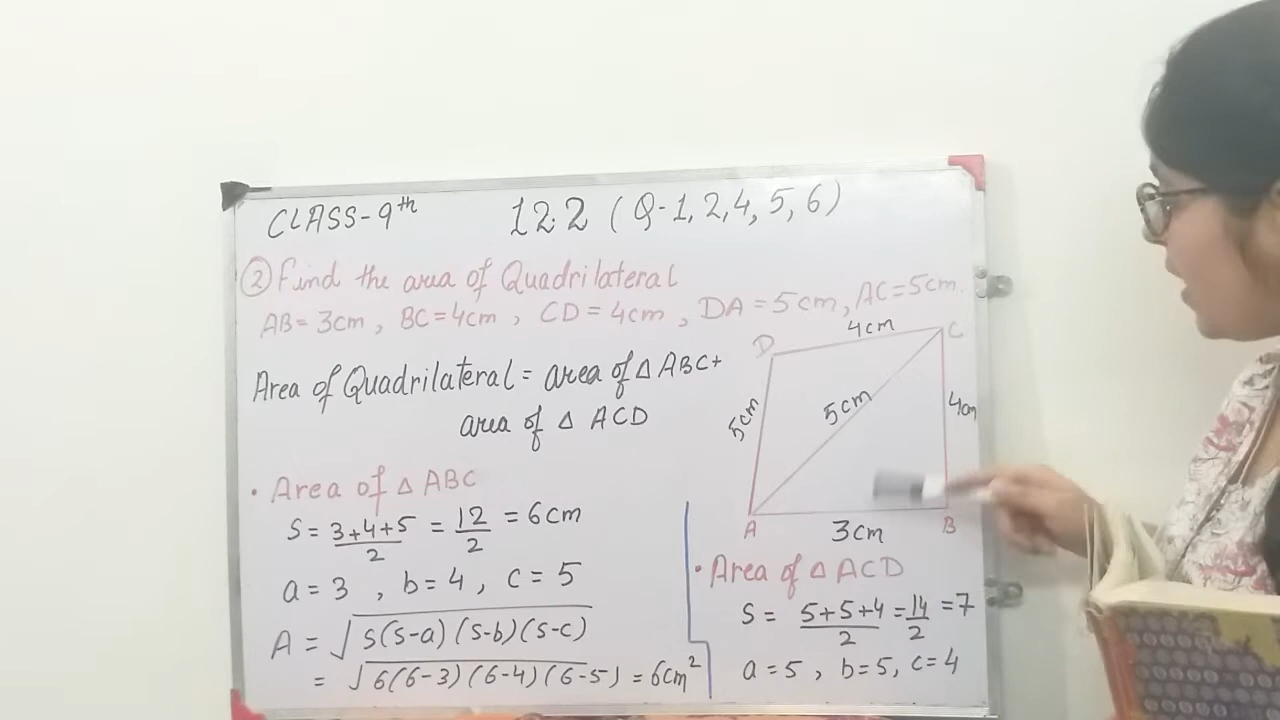 CLASS-9th 12.2 (Q-1, 2, 4, 5, 6)
② Find the area of Quadrilateral
AB = 3cm, BC = 4cm, CD = 4cm, DA = 5cm, AC = 5cm.
Area of Quadrilateral = area of △ ABC +
area of △ ACD
D 4cm C
5cm 5cm 4cm
A 3cm B
• Area of △ ABC
S = 3+4+5/2 = 12/2 = 6cm
a = 3, b = 4, c = 5
A = √s(s-a)(s-b)(s-c)
= √6(6-3)(6-4)(6-5) = 6cm²
• Area of △ ACD
S = 5+5+4/2 = 14/2 = 7
a = 5, b = 5, c = 4